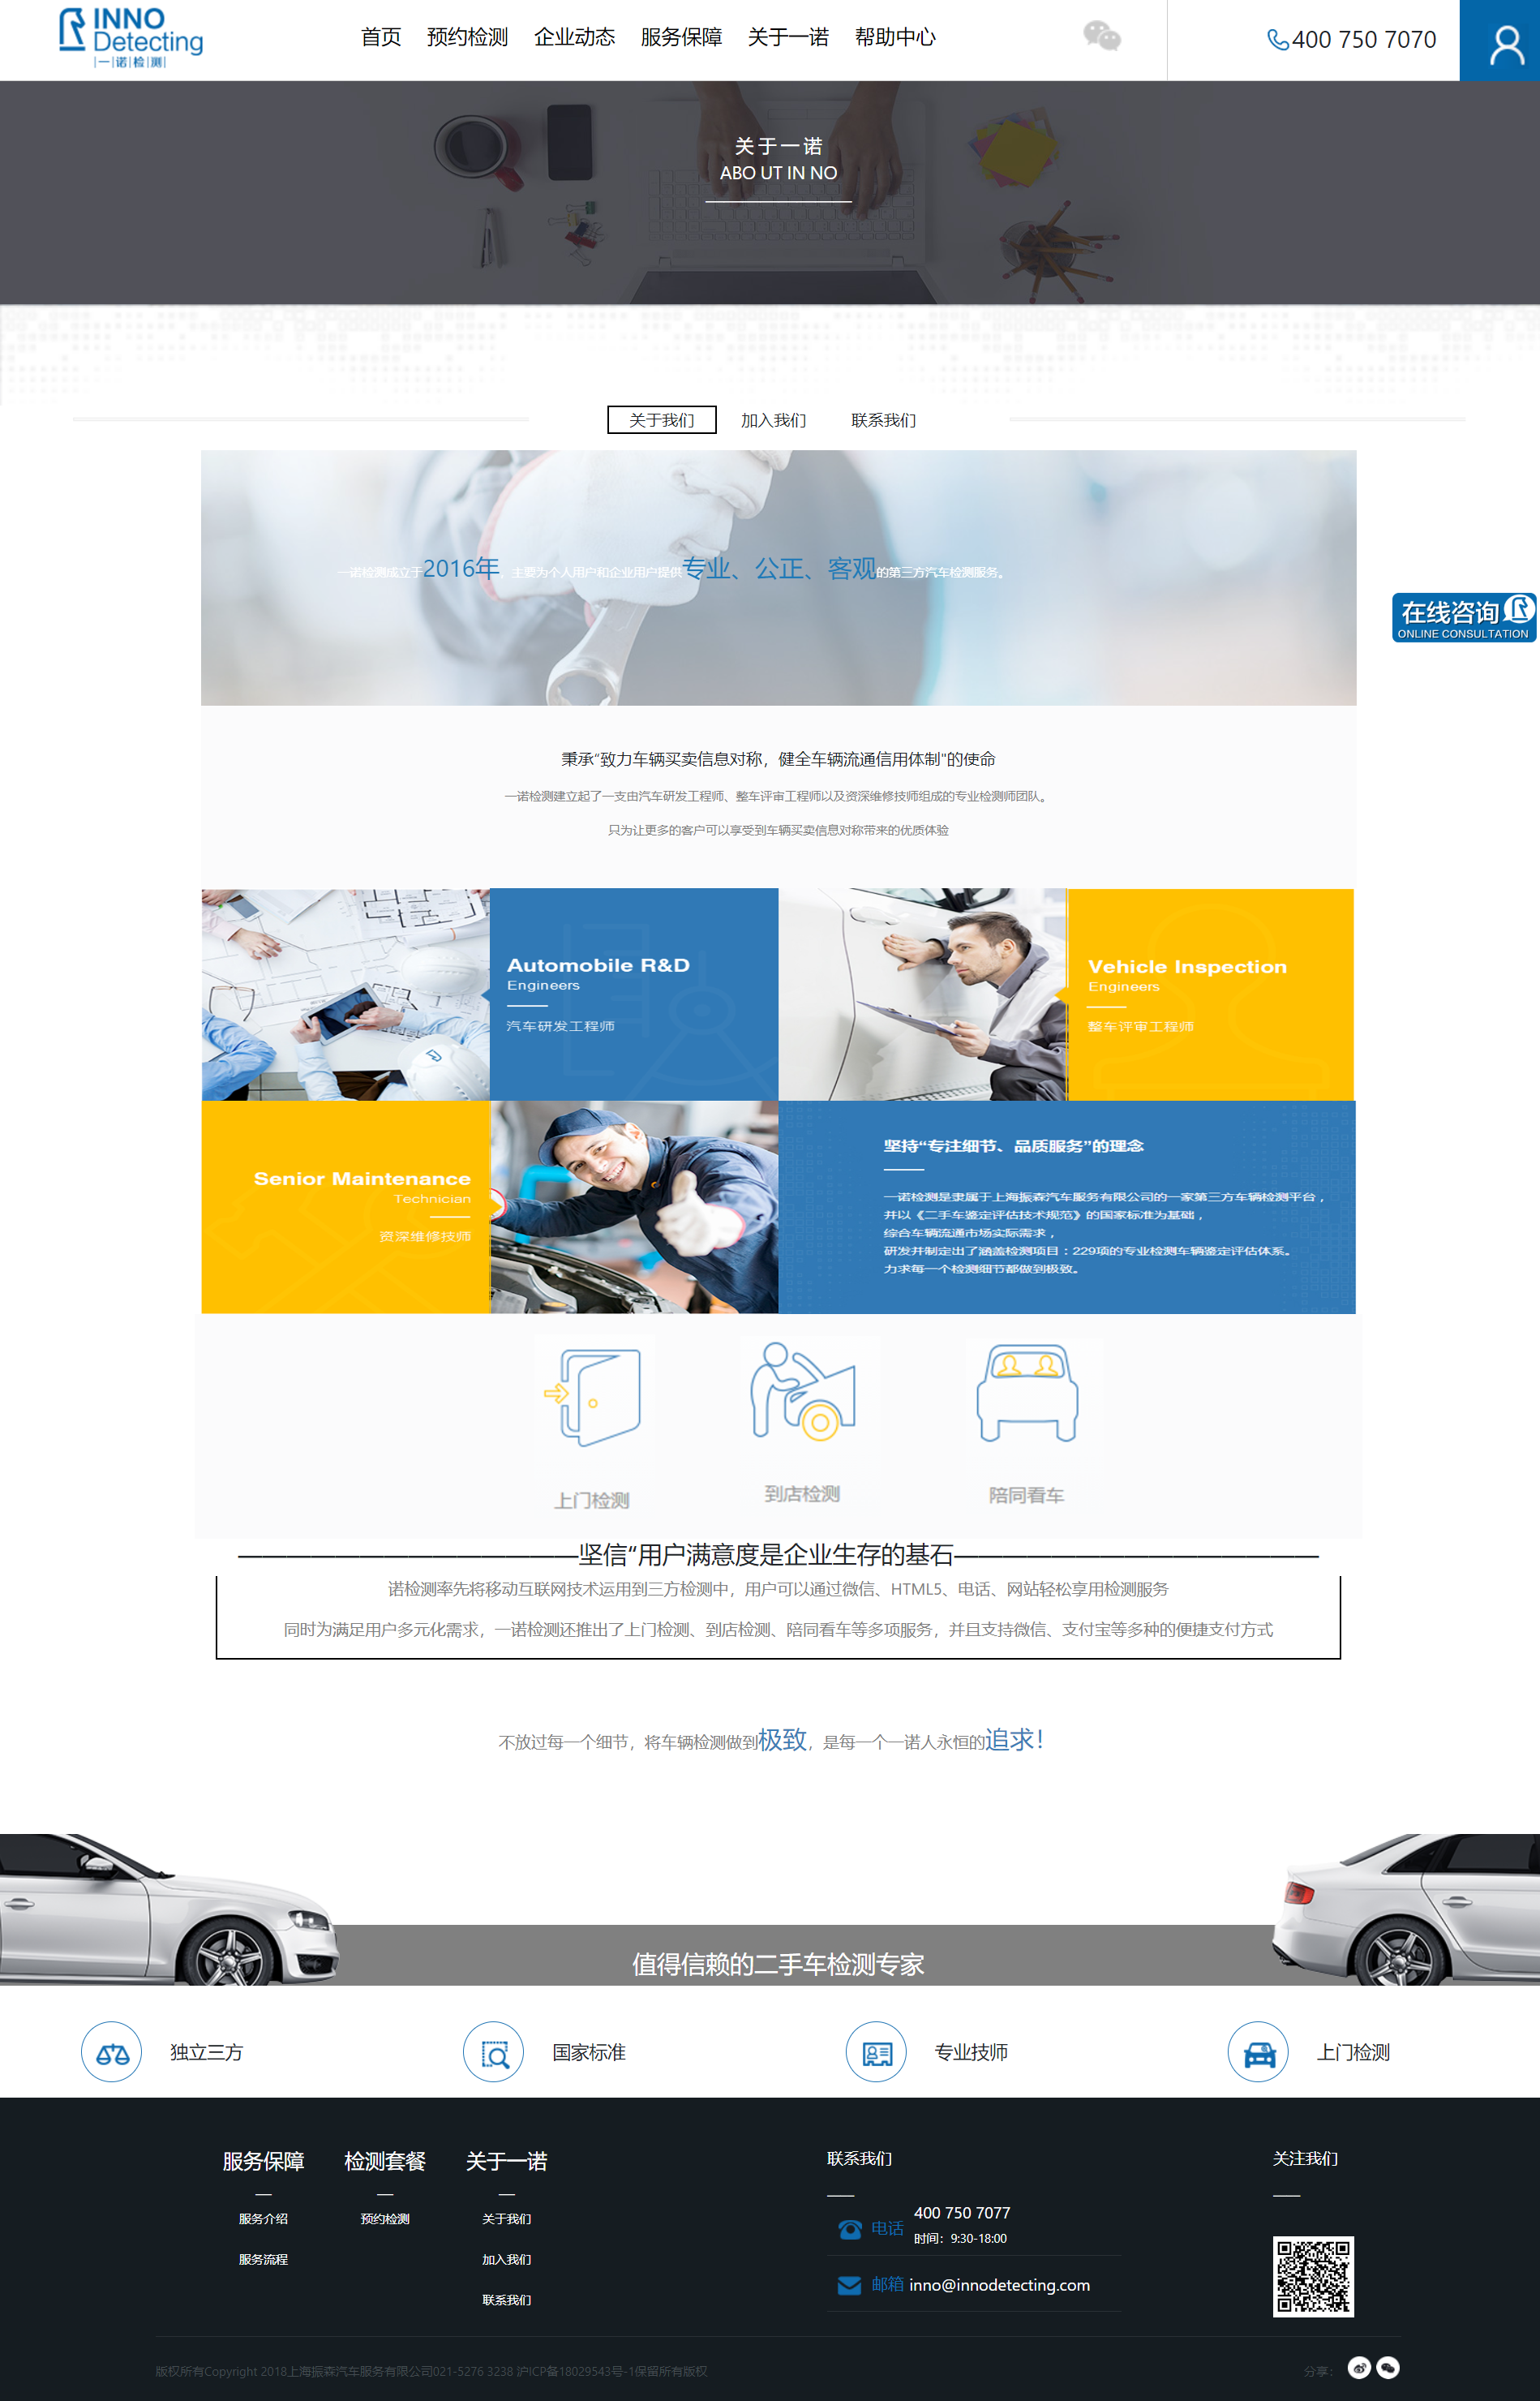 INNO
Detecting
|一|诺|检|测|
首页 预约检测 企业动态 服务保障 关于一诺 帮助中心
400 750 7070
关于一诺
ABO UT IN NO
关于我们 加入我们 联系我们
一诺检测成立于2016年，主要为个人用户和企业用户提供专业、公正、客观的第三方汽车检测服务。
在线咨询
ONLINE CONSULTATION
秉承“致力车辆买卖信息对称，健全车辆流通信用体制"的使命
一诺检测建立起了一支由汽车研发工程师、整车评审工程师以及资深维修技师组成的专业检测师团队。
只为让更多的客户可以享受到车辆买卖信息对称带来的优质体验
Automobile R&D
Engineers
汽车研发工程师
Vehicle Inspection
Engineers
整车评审工程师
Senior Maintenance
Technician
资深维修技师
坚持“专注细节、品质服务”的理念
一诺检测是隶属于上海振森汽车服务有限公司的一家第三方车辆检测平台，
并以《二手车鉴定评估技术规范》的国家标准为基础，
综合车辆流通市场实际需求，
研发并制定出了涵盖检测项目：229项的专业检测车辆鉴定评估体系。
力求每一个检测细节都做到极致。
上门检测 到店检测 陪同看车
——————————————坚信“用户满意度是企业生存的基石———————————————
诺检测率先将移动互联网技术运用到三方检测中，用户可以通过微信、HTML5、电话、网站轻松享用检测服务
同时为满足用户多元化需求，一诺检测还推出了上门检测、到店检测、陪同看车等多项服务，并且支持微信、支付宝等多种的便捷支付方式
不放过每一个细节，将车辆检测做到极致，是每一个一诺人永恒的追求！
值得信赖的二手车检测专家
独立三方 国家标准 专业技师 上门检测
服务保障 检测套餐 关于一诺
服务介绍 预约检测 关于我们
服务流程 加入我们
联系我们
联系我们
电话 400 750 7077
时间：9:30-18:00
邮箱 inno@innodetecting.com
关注我们
版权所有Copyright 2018上海振森汽车服务有限公司021-5276 3238 沪ICP备18029543号-1保留所有版权
分享：